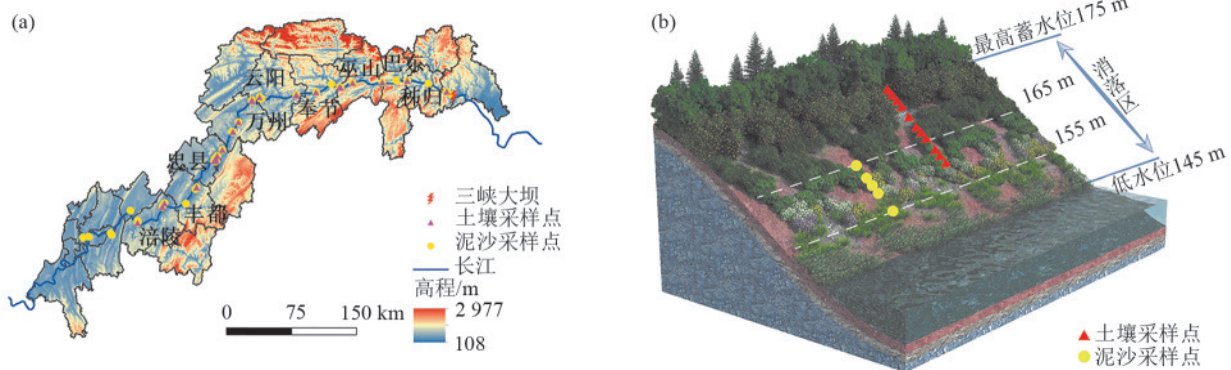 (a)
云阳
巫山
巴东
奉节
秭归
万州
忠县
丰都
涪陵
三峡大坝
土壤采样点
泥沙采样点
长江
高程/m
2 977
108
0 75 150 km
(b)
最高蓄水位175 m
消落区
165 m
155 m
低水位145 m
土壤采样点
泥沙采样点